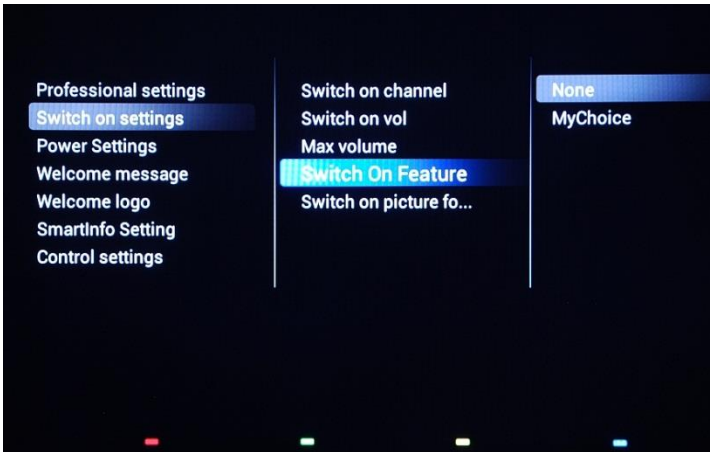 Professional settings
Switch on settings
Power Settings
Welcome message
Welcome logo
SmartInfo Setting
Control settings
Switch on channel
Switch on vol
Max volume
Switch On Feature
Switch on picture fo...
None
MyChoice